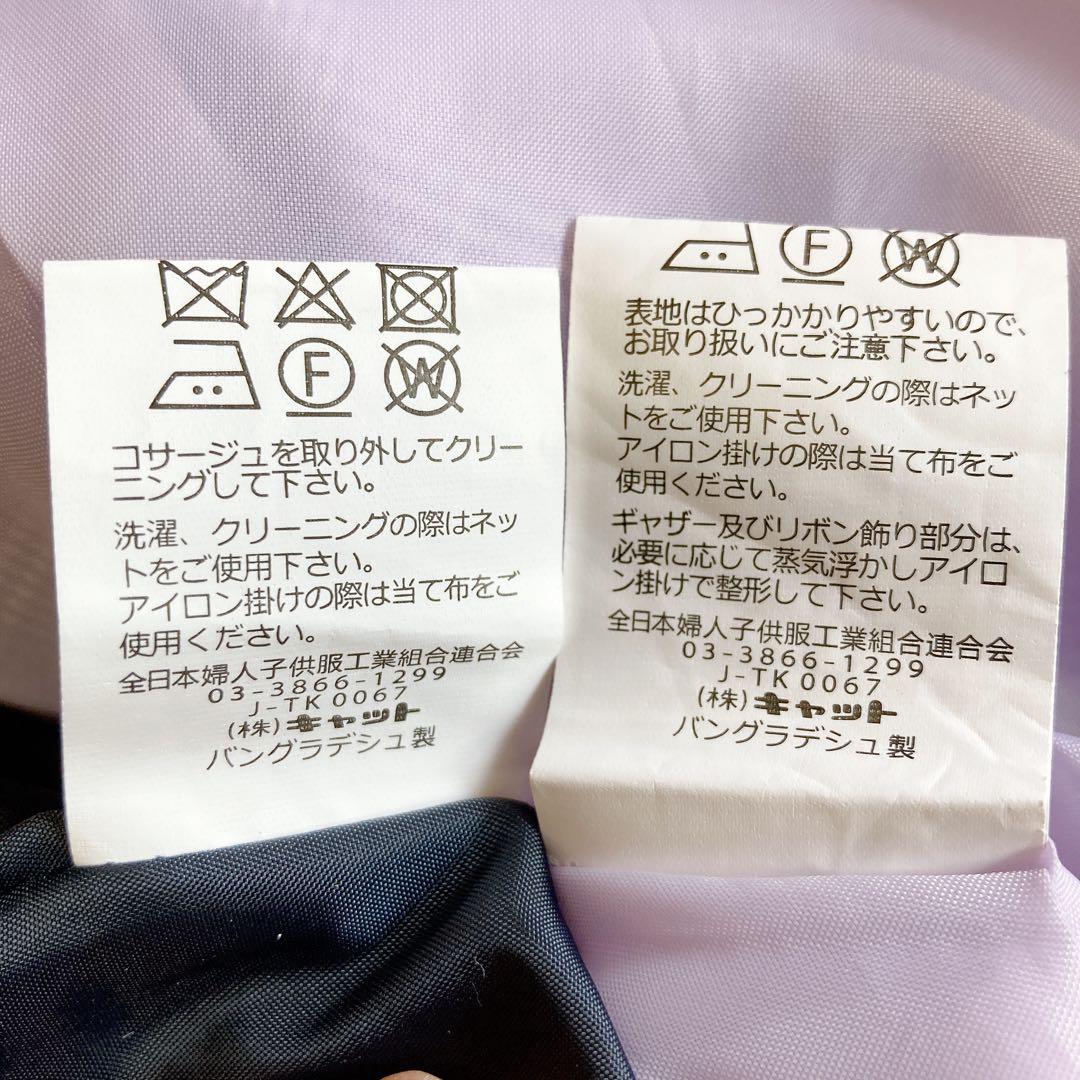 F
W
コサージュを取り外してクリー
ニングして下さい。
洗濯、クリーニングの際はネッ
トをご使用下さい。
アイロン掛けの際は当て布をご
使用ください。
全日本婦人子供服工業組合連合会
03-3866-1299
J-TK 0067
(株)キャット
バングラデシュ製
F
W
表地はひっかかりやすいので、
お取り扱いにご注意下さい。
洗濯、クリーニングの際はネッ
トをご使用下さい。
アイロン掛けの際は当て布をご
使用ください。
ギャザー及びリボン飾り部分は、
必要に応じて蒸気浮かしアイロ
ン掛けで整形して下さい。
全日本婦人子供服工業組合連合会
03-3866-1299
J-TK 0067
(株)キャット
バングラデシュ製